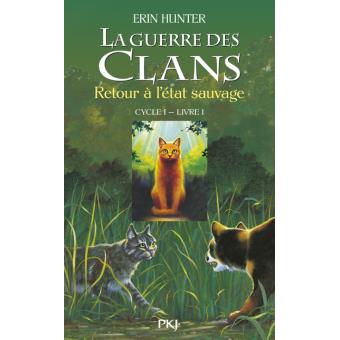 ERIN HUNTER
LA GUERRE DES
CLANS
Retour à l'état sauvage
CYCLE I – LIVRE I
PKJ.